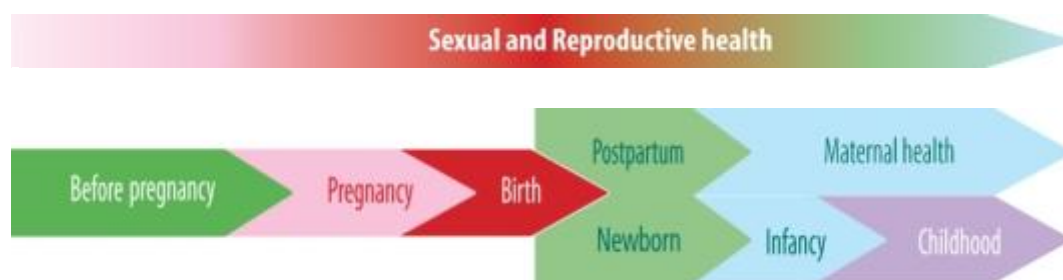 Sexual and Reproductive health
Before pregnancy
Pregnancy
Birth
Postpartum
Maternal health
Newborn
Infancy
Childhood